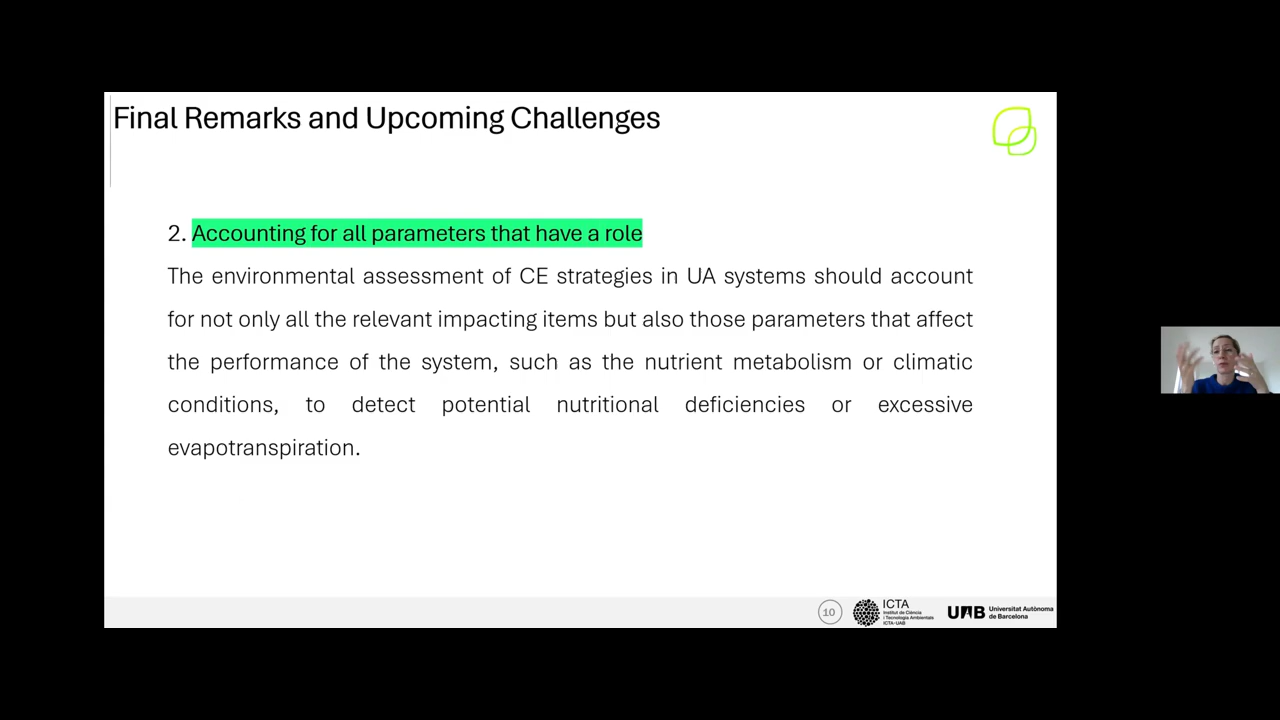 Final Remarks and Upcoming Challenges
2. Accounting for all parameters that have a role
The environmental assessment of CE strategies in UA systems should account
for not only all the relevant impacting items but also those parameters that affect
the performance of the system, such as the nutrient metabolism or climatic
conditions, to detect potential nutritional deficiencies or excessive
evapotranspiration.
10
ICTA
Institut de Ciència
i Tecnologia Ambientals
ICTA-UAB
UAB
Universitat Autònoma
de Barcelona